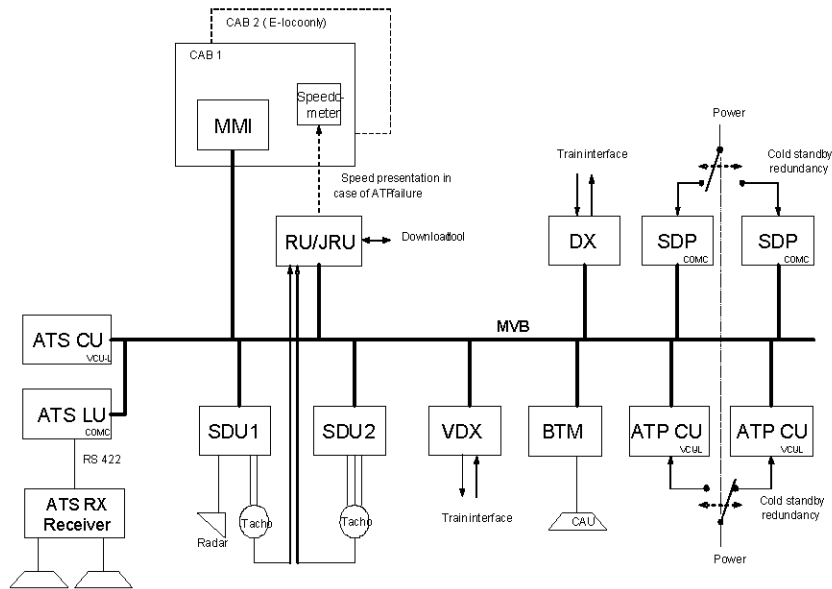 CAB 2 ( E-locoonly)
CAB 1
Speedo-
meter
MMI
Speed presentation in
case of ATPfailure
RU/JRU
Downloadtool
Train interface
DX
Power
Cold standby
redundancy
SDP
COMC
SDP
COMC
MVB
ATS CU
VCU-L
ATS LU
COMC
RS 422
ATS RX
Receiver
SDU1
SDU2
VDX
BTM
ATP CU
VCUL
ATP CU
VCUL
Radar
Tacho
Tacho
Train interface
CAU
Cold standby
redundancy
Power